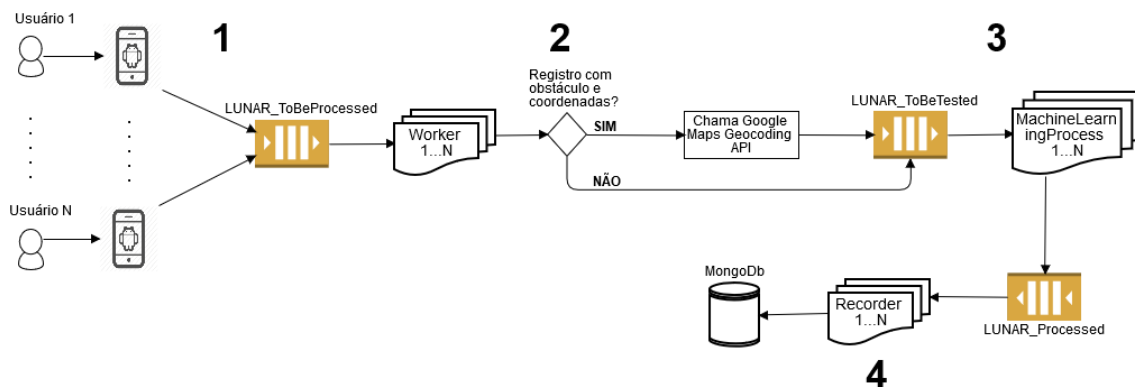 Usuário 1
1
2
3
Registro com
obstáculo e
coordenadas?
LUNAR_ToBeProcessed
LUNAR_ToBeTested
Worker
1...N
SIM
Chama Google
Maps Geocoding
API
MachineLearn
ingProcess
1...N
NÃO
Usuário N
MongoDb
Recorder
1...N
LUNAR_Processed
4